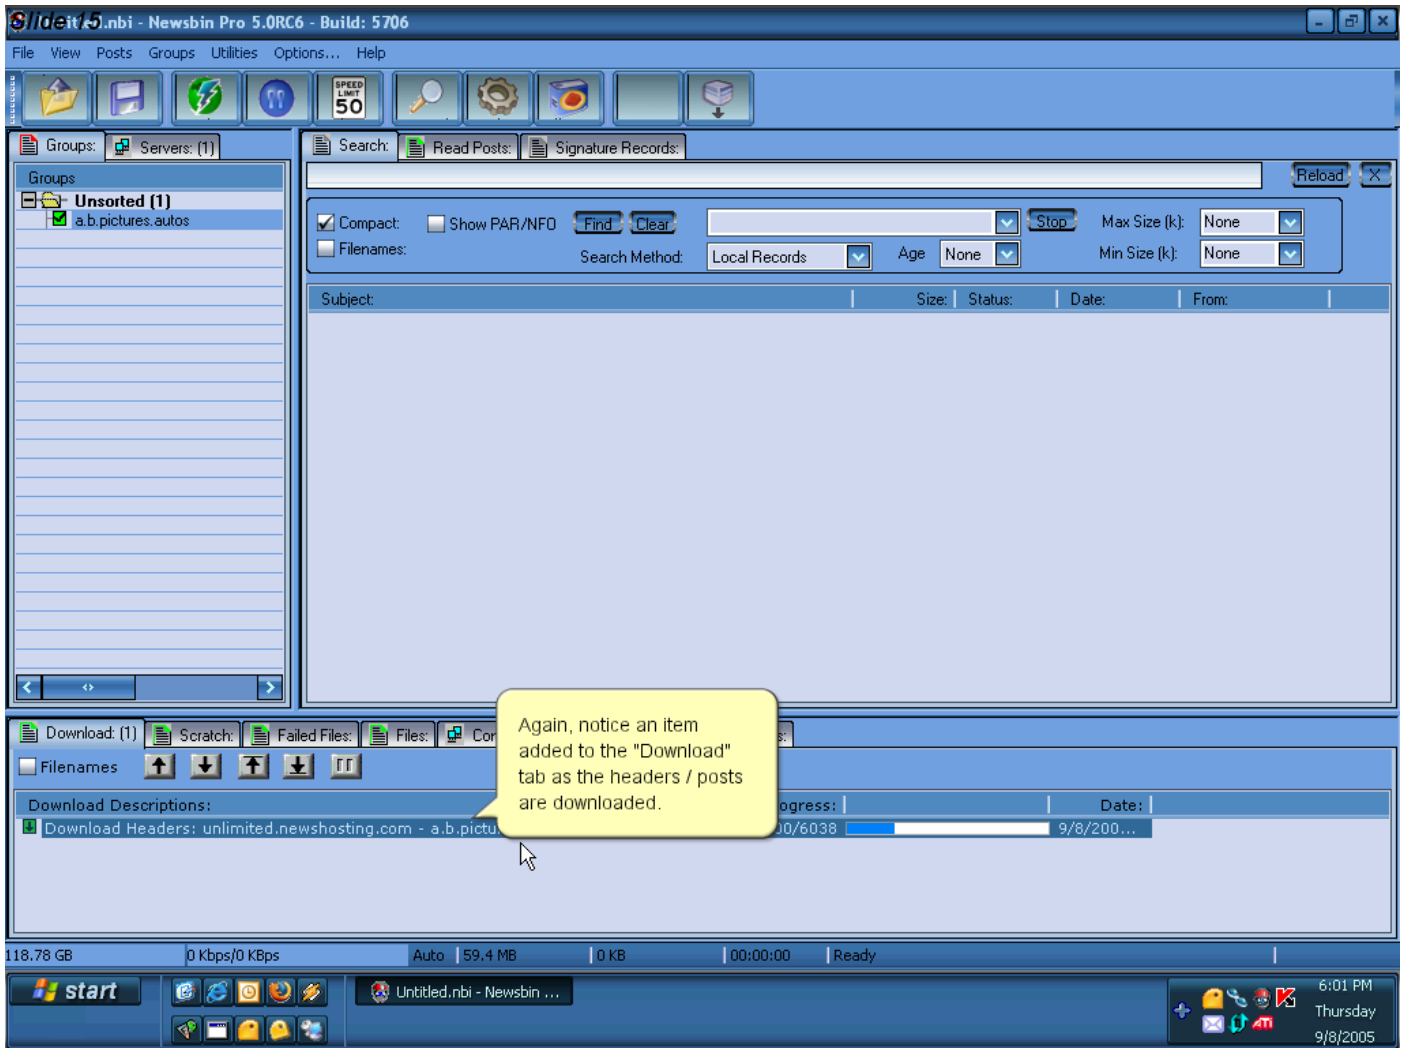 Slide 15
.nbi - Newsbin Pro 5.0RC6 - Build: 5706
File View Posts Groups Utilities Options... Help
SPEED LIMIT 50
Groups: Servers: (1)
Search: Read Posts: Signature Records:
Groups
Reload X
Unsorted (1)
a.b.pictures.autos
Compact: Show PAR/NFO Find Clear Stop Max Size (k): None
Filenames: Search Method: Local Records Age None Min Size (k): None
Subject: Size: Status: Date: From:
Download: (1) Scratch: Failed Files: Files:
Again, notice an item
added to the "Download"
tab as the headers / posts
are downloaded.
Filenames
Download Descriptions: Date:
Download Headers: unlimited.newshosting.com - /6038 9/8/200...
118.78 GB 0 Kbps/0 KBps Auto 59.4 MB 0 KB 00:00:00 Ready
start Untitled.nbi - Newsbin ... 6:01 PM
ATI Thursday
9/8/2005